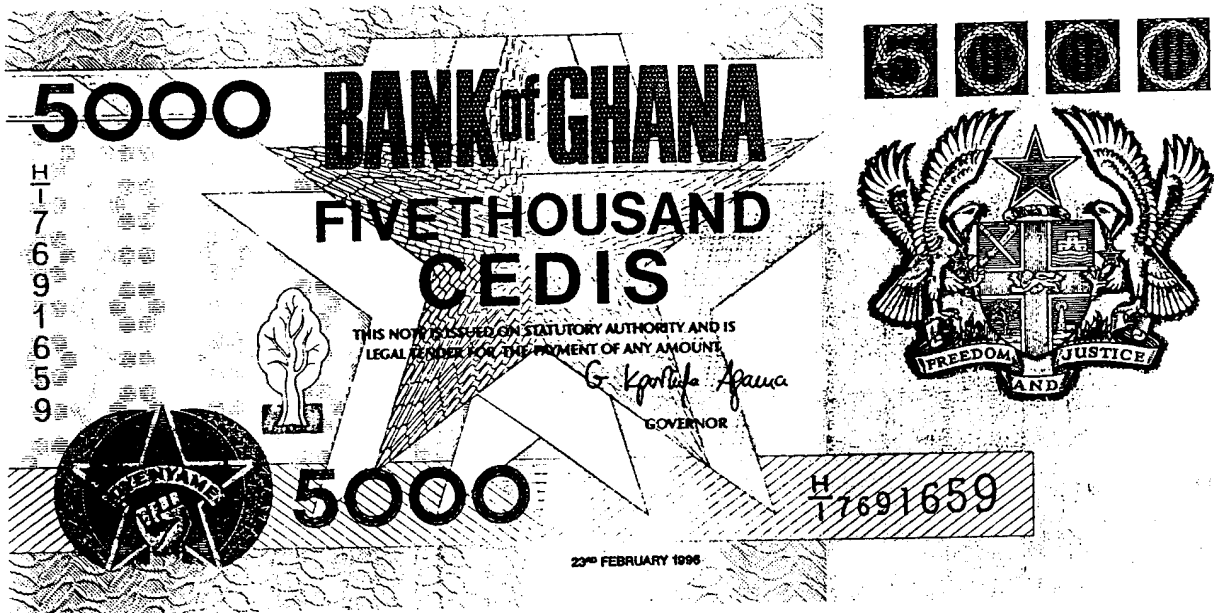 5000
BANK of GHANA
5000
H/1 7691659
FIVE THOUSAND
CEDIS
THIS NOTE IS ISSUED ON STATUTORY AUTHORITY AND IS
LEGAL TENDER FOR THE PAYMENT OF ANY AMOUNT
GOVERNOR
FREEDOM AND JUSTICE
5000
H/1 7691659
23RD FEBRUARY 1996